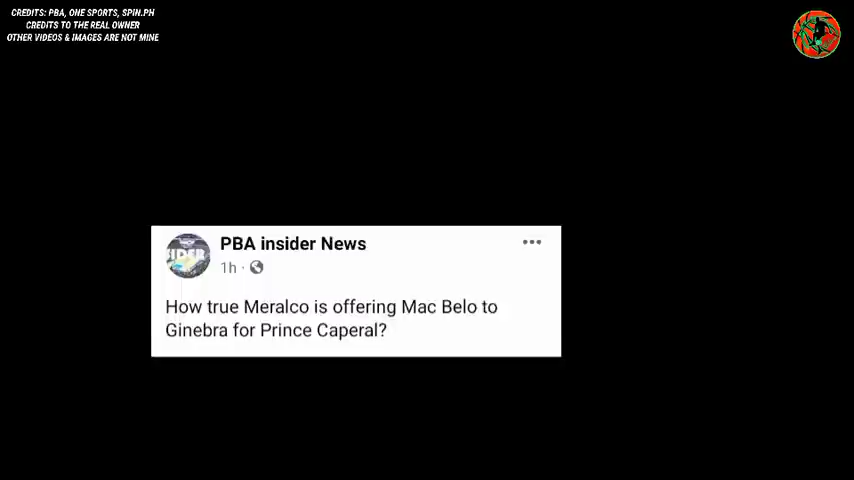 CREDITS: PBA, ONE SPORTS, SPIN.PH
CREDITS TO THE REAL OWNER
OTHER VIDEOS & IMAGES ARE NOT MINE
PBA insider News
1h ·
How true Meralco is offering Mac Belo to
Ginebra for Prince Caperal?